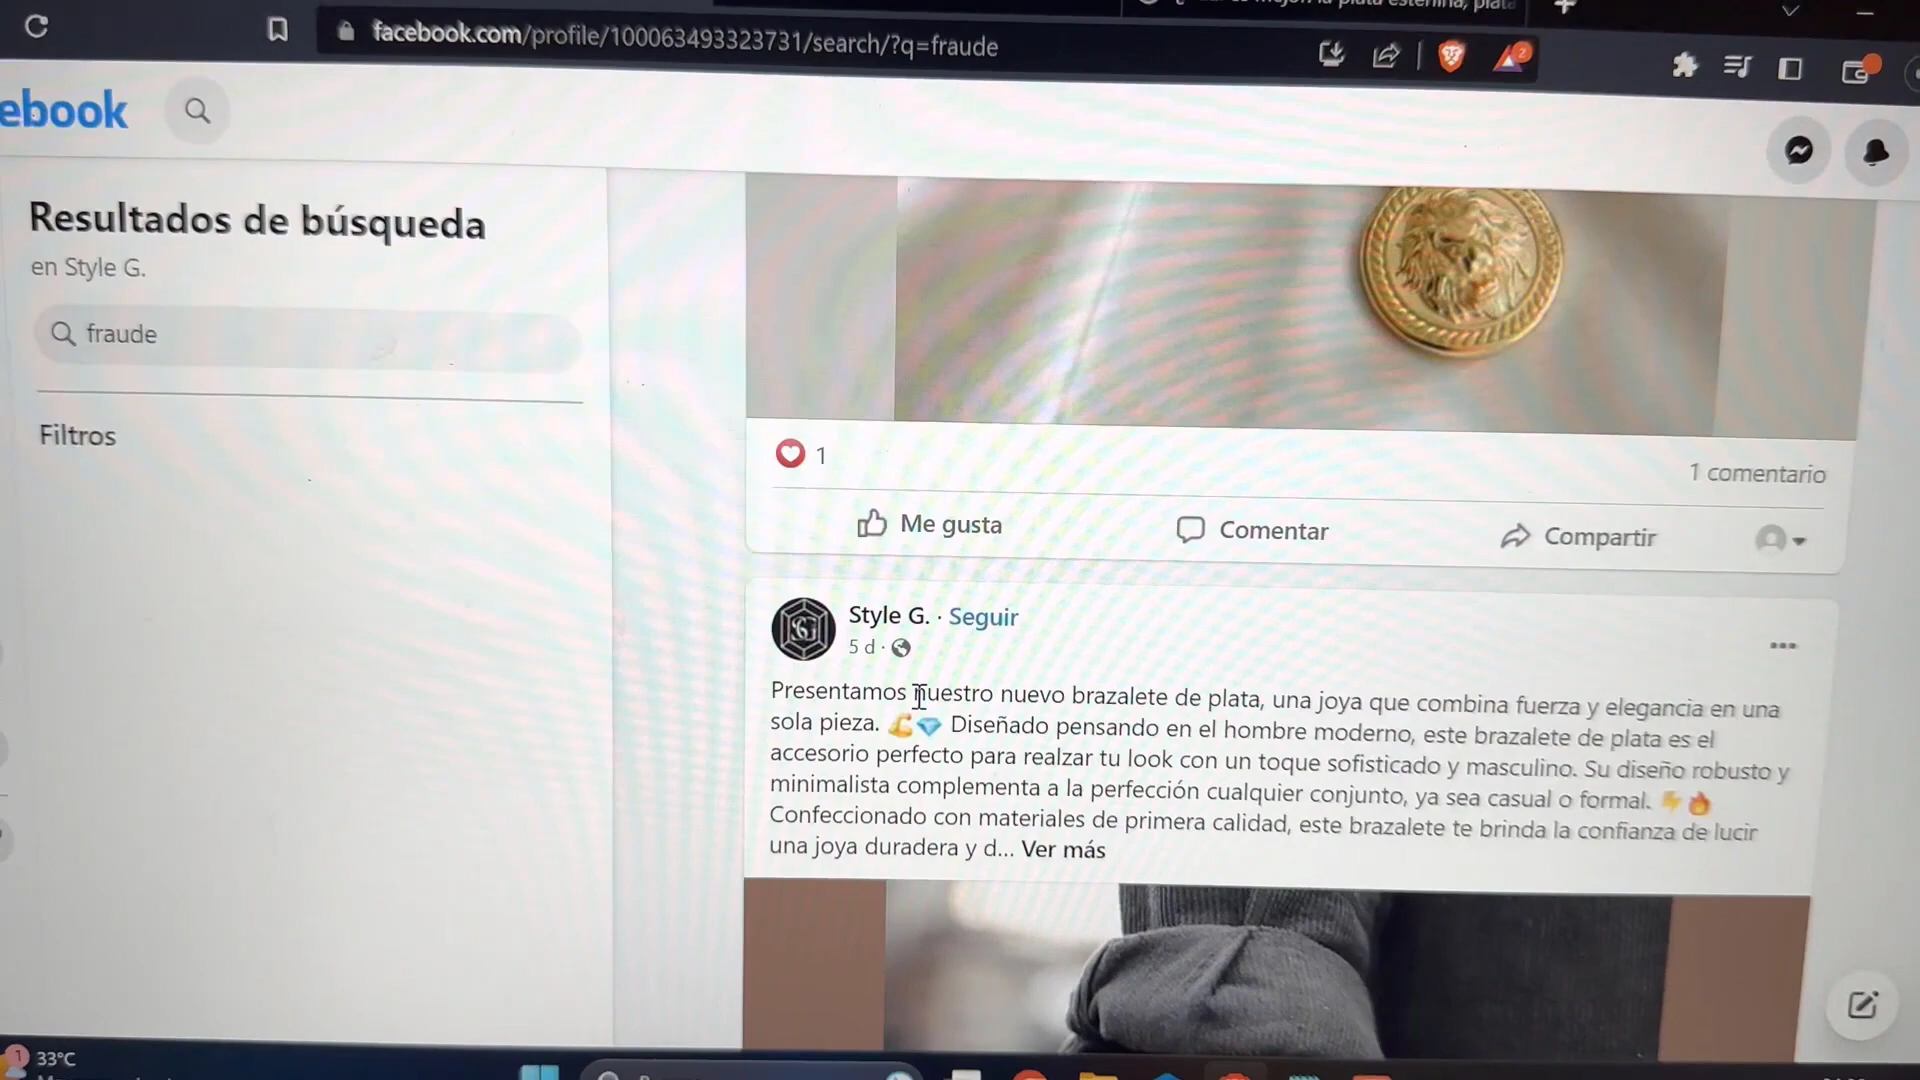 facebook.com/profile/100063493323731/search/?q=fraude
2
ebook
Resultados de búsqueda
en Style G.
fraude
Filtros
1
1 comentario
Me gusta
Comentar
Compartir
Style G. · Seguir
5 d ·
Presentamos nuestro nuevo brazalete de plata, una joya que combina fuerza y elegancia en una
sola pieza. 💪💎 Diseñado pensando en el hombre moderno, este brazalete de plata es el
accesorio perfecto para realzar tu look con un toque sofisticado y masculino. Su diseño robusto y
minimalista complementa a la perfección cualquier conjunto, ya sea casual o formal. ⚡🔥
Confeccionado con materiales de primera calidad, este brazalete te brinda la confianza de lucir
una joya duradera y d... Ver más
1
33°C